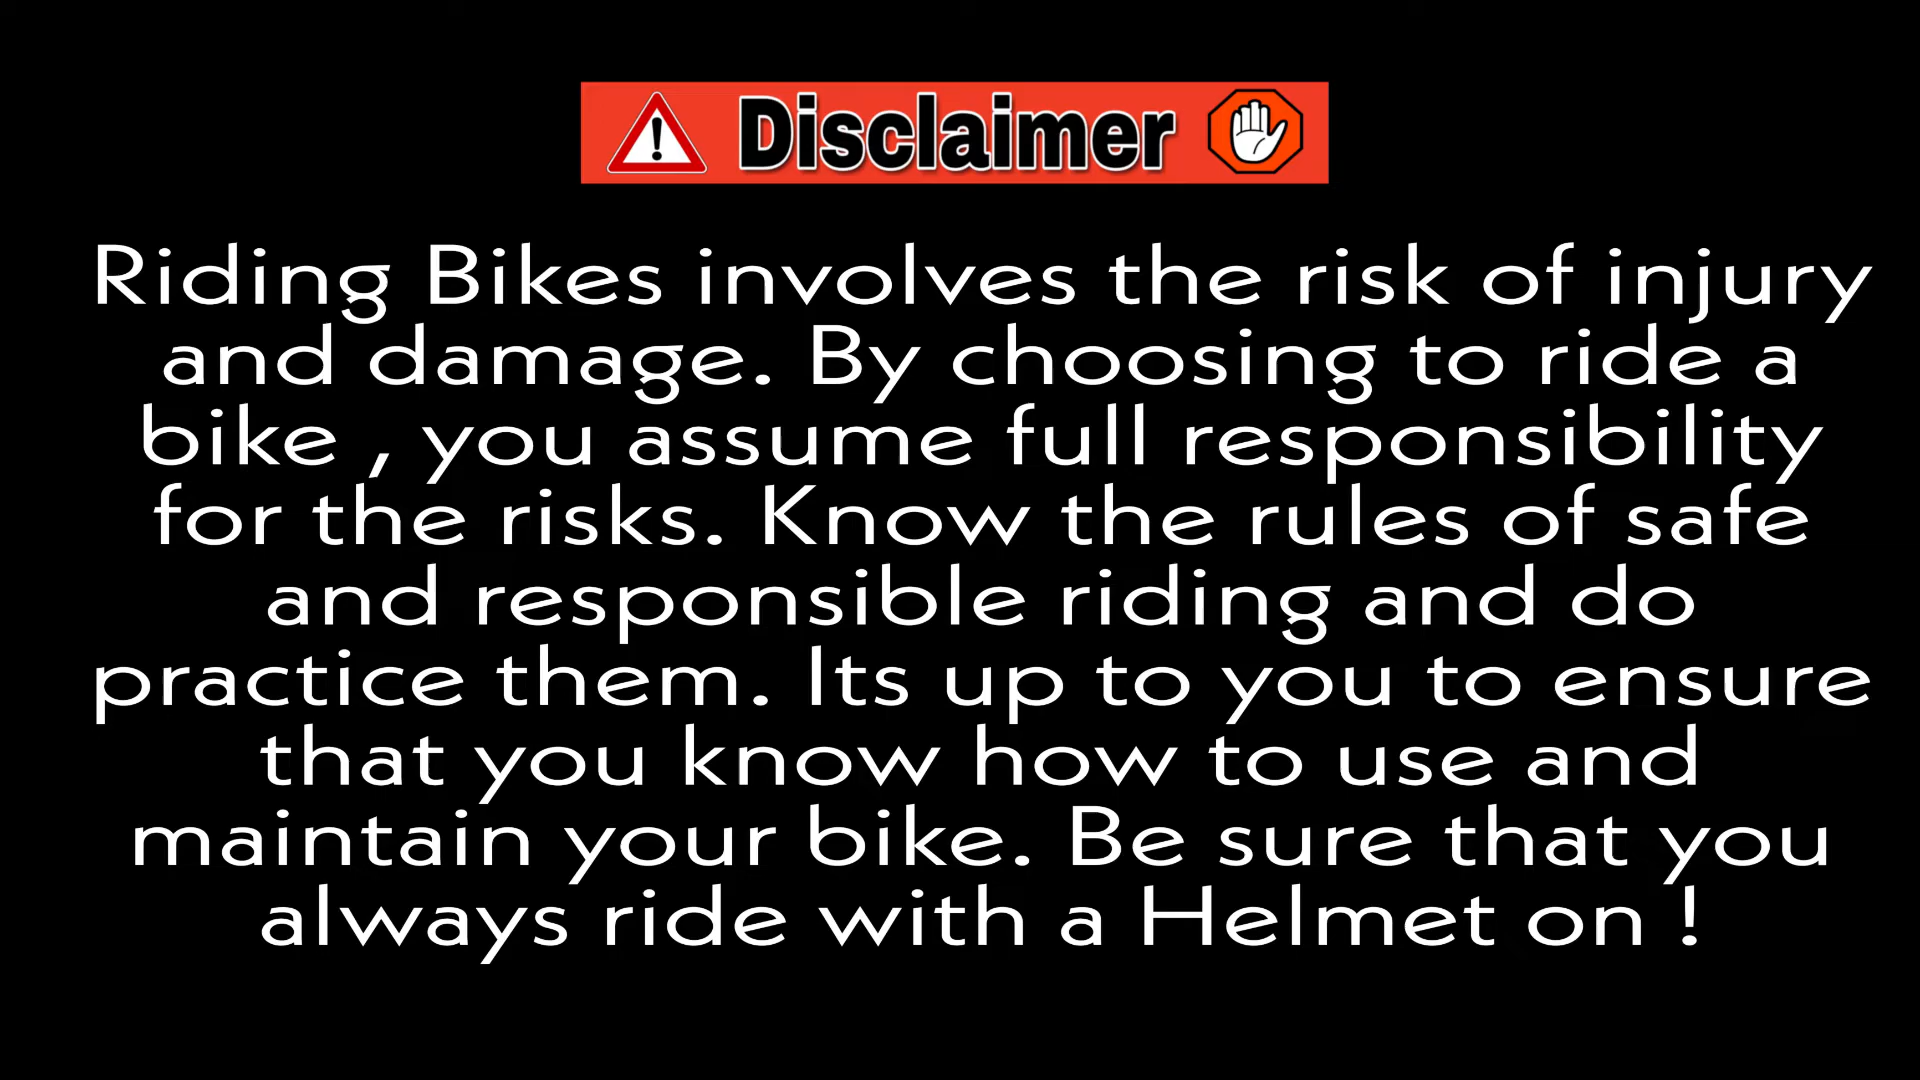 Disclaimer
Riding Bikes involves the risk of injury
and damage. By choosing to ride a
bike , you assume full responsibility
for the risks. Know the rules of safe
and responsible riding and do
practice them. Its up to you to ensure
that you know how to use and
maintain your bike. Be sure that you
always ride with a Helmet on !